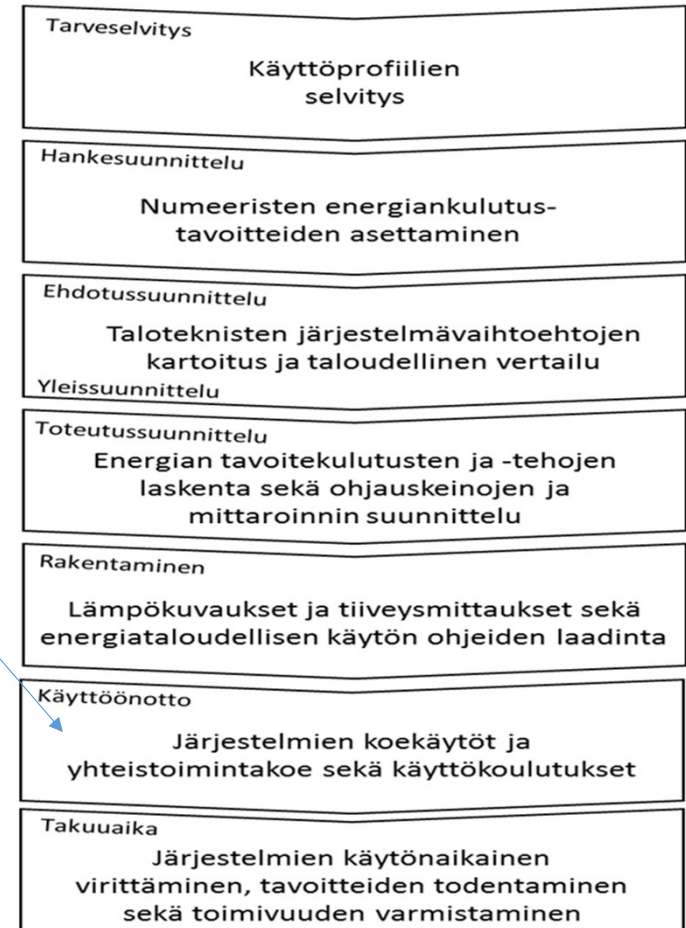 Tarveselvitys
Käyttöprofiilien
selvitys
Hankesuunnittelu
Numeeristen energiankulutus-
tavoitteiden asettaminen
Ehdotussuunnittelu
Taloteknisten järjestelmävaihtoehtojen
kartoitus ja taloudellinen vertailu
Yleissuunnittelu
Toteutussuunnittelu
Energian tavoitekulutusten ja -tehojen
laskenta sekä ohjauskeinojen ja
mittaroinnin suunnittelu
Rakentaminen
Lämpökuvaukset ja tiiveysmittaukset sekä
energiataloudellisen käytön ohjeiden laadinta
Käyttöönotto
Järjestelmien koekäytöt ja
yhteistoimintakoe sekä käyttökoulutukset
Takuuaika
Järjestelmien käytönaikainen
virittäminen, tavoitteiden todentaminen
sekä toimivuuden varmistaminen